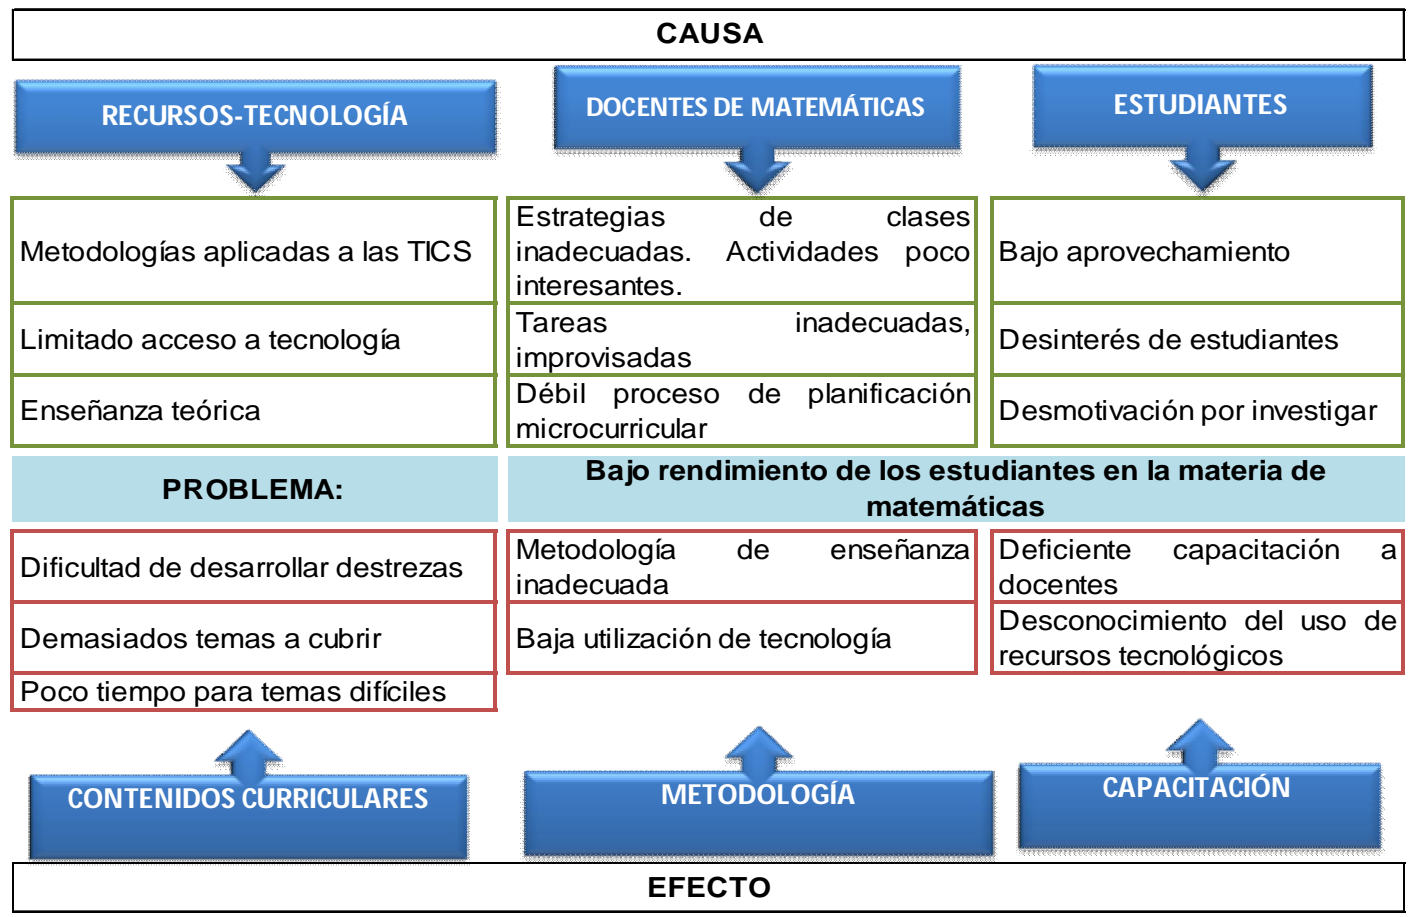 CAUSA
RECURSOS-TECNOLOGÍA
DOCENTES DE MATEMÁTICAS
ESTUDIANTES
Metodologías aplicadas a las TICS
Estrategias de clases
inadecuadas. Actividades poco
interesantes.
Bajo aprovechamiento
Limitado acceso a tecnología
Tareas inadecuadas,
improvisadas
Desinterés de estudiantes
Enseñanza teórica
Débil proceso de planificación
microcurricular
Desmotivación por investigar
PROBLEMA:
Bajo rendimiento de los estudiantes en la materia de
matemáticas
Dificultad de desarrollar destrezas
Metodología de enseñanza
inadecuada
Deficiente capacitación a
docentes
Demasiados temas a cubrir
Baja utilización de tecnología
Desconocimiento del uso de
recursos tecnológicos
Poco tiempo para temas difíciles
CONTENIDOS CURRICULARES
METODOLOGÍA
CAPACITACIÓN
EFECTO